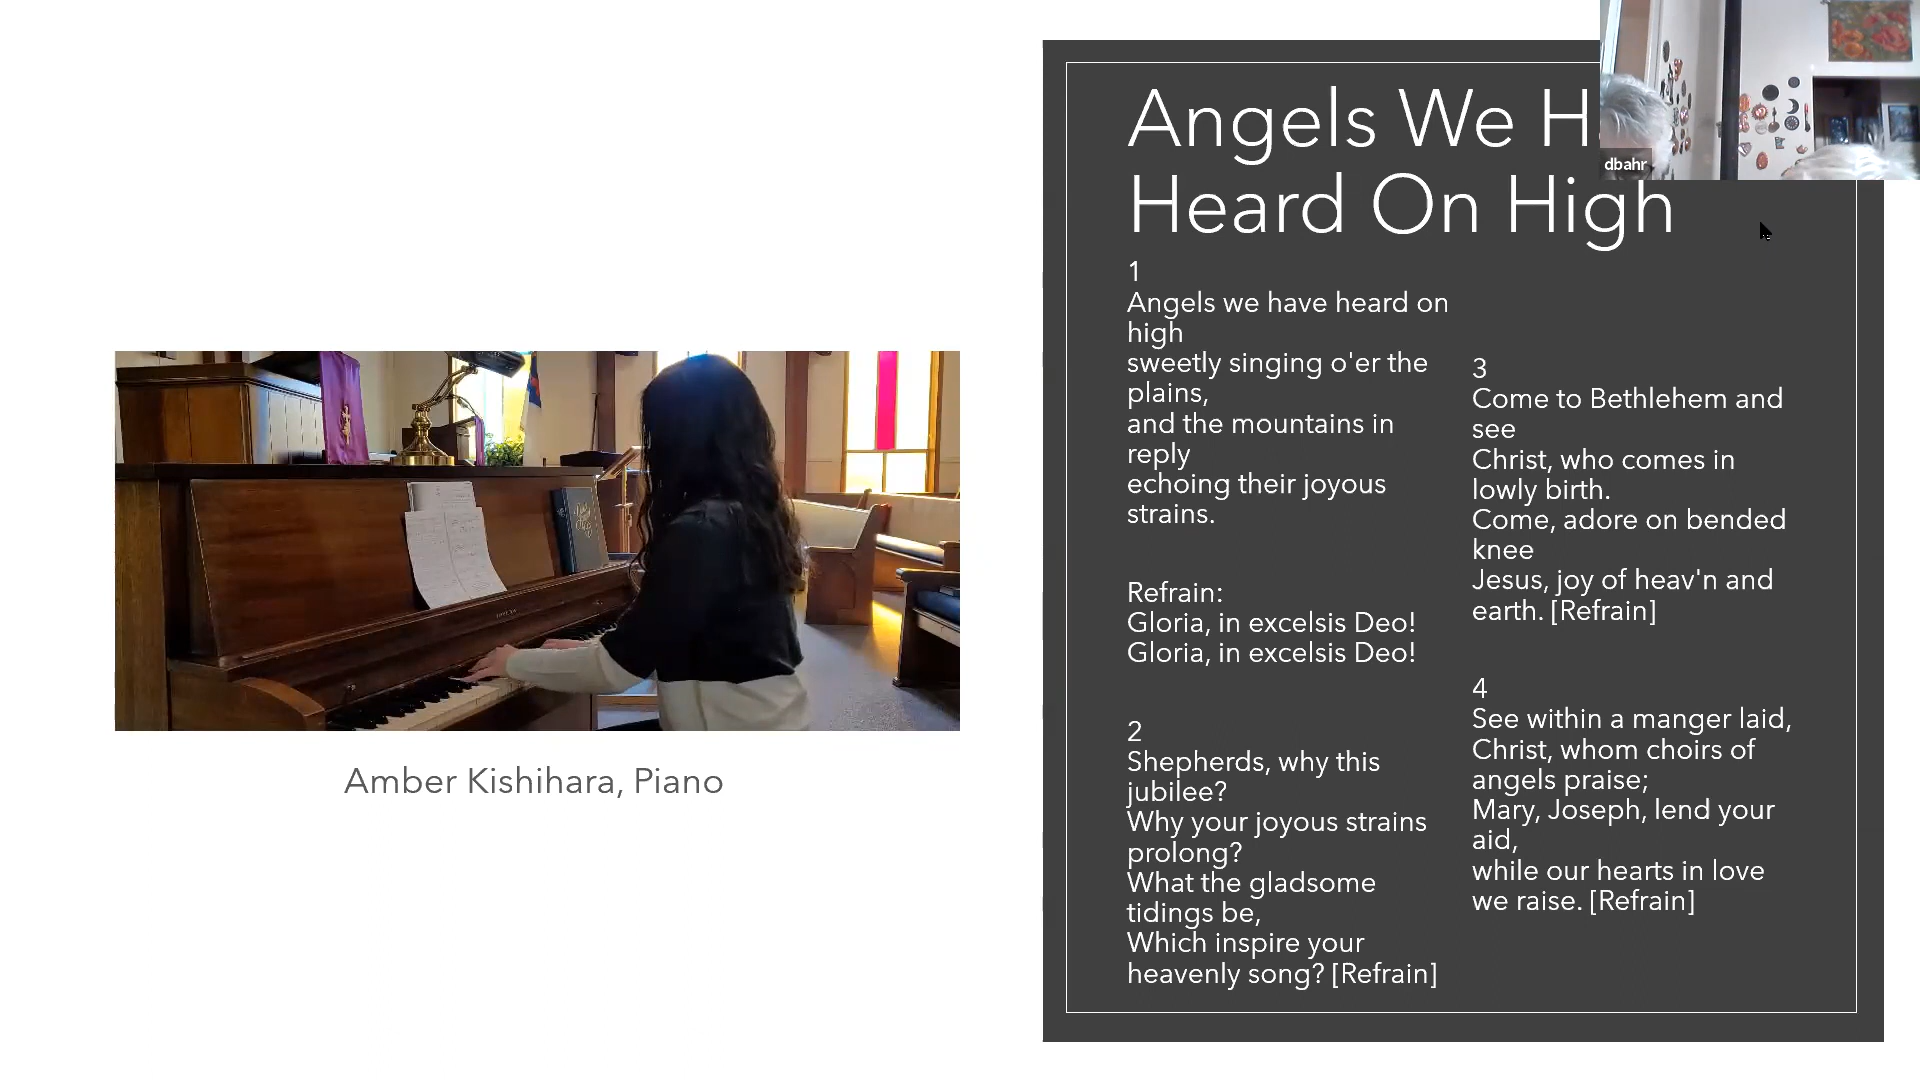 Angels We H
Heard On High
dbahr
1
Angels we have heard on
high
sweetly singing o'er the
plains,
and the mountains in
reply
echoing their joyous
strains.
Refrain:
Gloria, in excelsis Deo!
Gloria, in excelsis Deo!
2
Shepherds, why this
jubilee?
Why your joyous strains
prolong?
What the gladsome
tidings be,
Which inspire your
heavenly song? [Refrain]
3
Come to Bethlehem and
see
Christ, who comes in
lowly birth.
Come, adore on bended
knee
Jesus, joy of heav'n and
earth. [Refrain]
4
See within a manger laid,
Christ, whom choirs of
angels praise;
Mary, Joseph, lend your
aid,
while our hearts in love
we raise. [Refrain]
Amber Kishihara, Piano